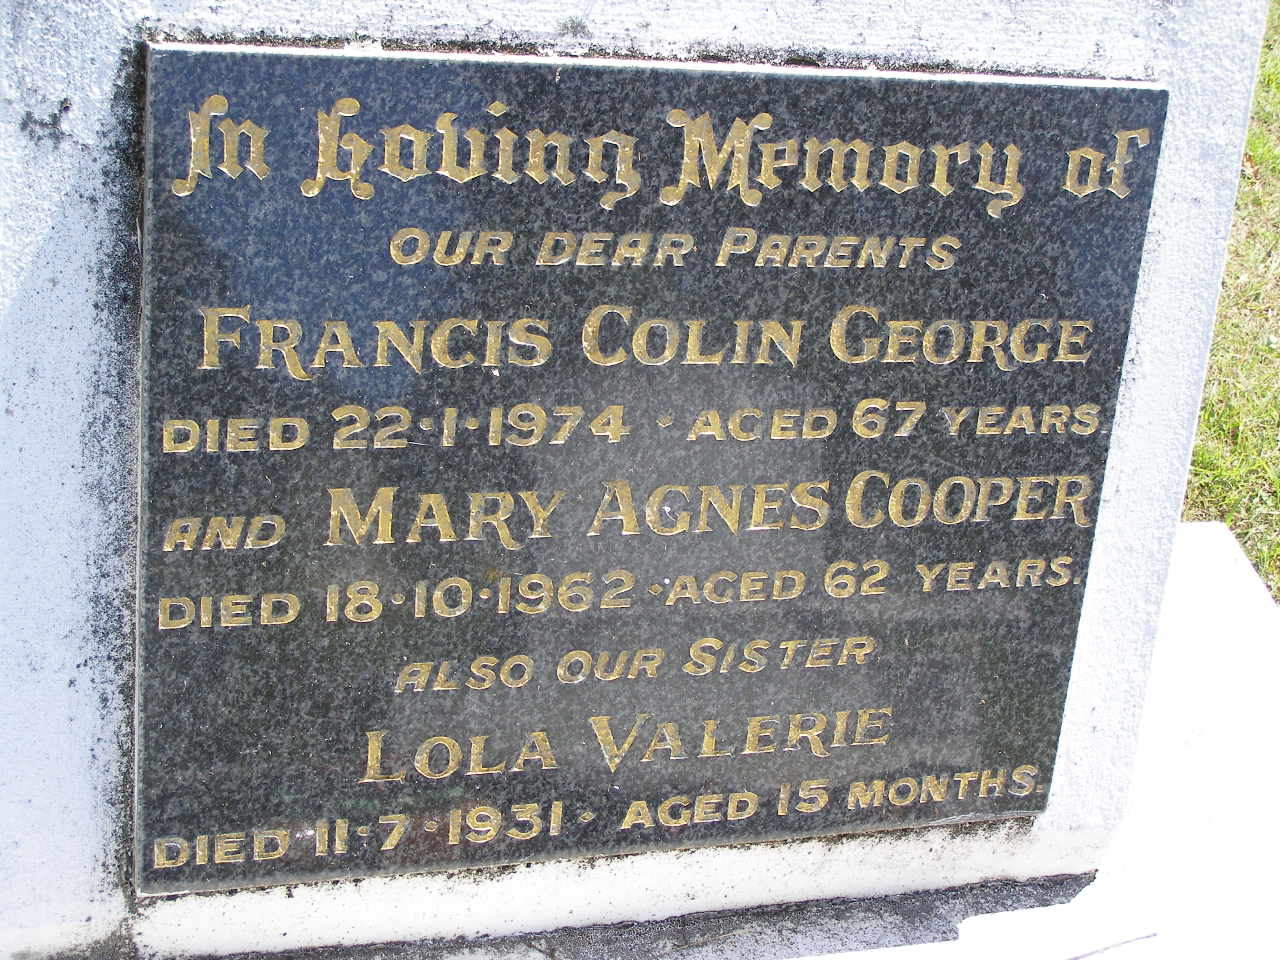 In Loving Memory of
OUR DEAR PARENTS
FRANCIS COLIN GEORGE
DIED 22·1·1974 · AGED 67 YEARS.
AND MARY AGNES COOPER
DIED 18·10·1962 · AGED 62 YEARS.
ALSO OUR SISTER
LOLA VALERIE
DIED 11·7·1931 · AGED 15 MONTHS.